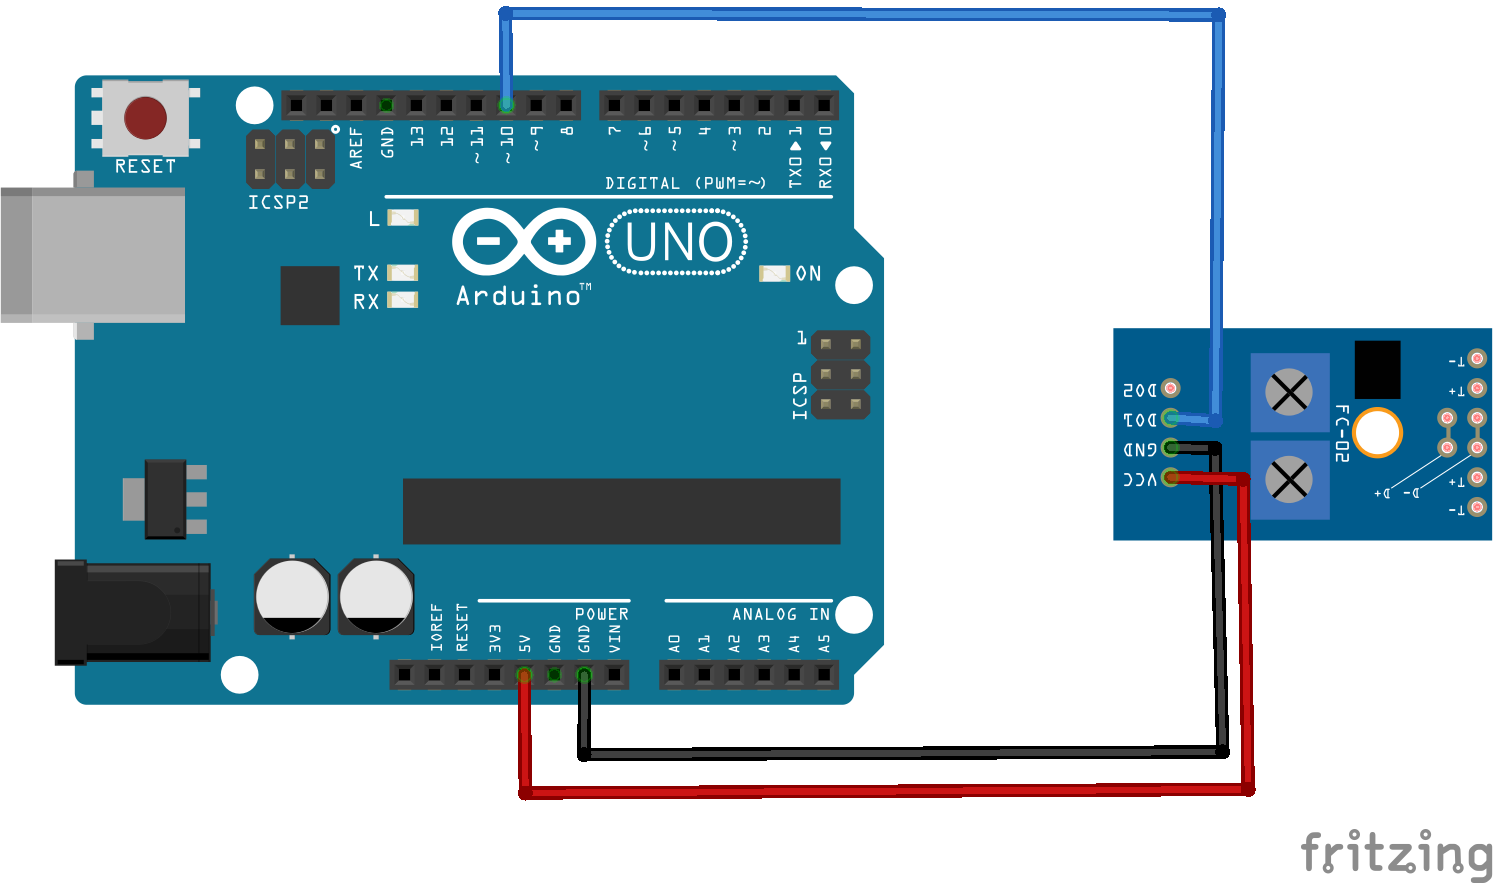 RESET
ICSP2
AREF
GND
13
12
~11
~10
~9
8
7
~6
~5
4
~3
2
TX0▶1
RX0◀0
DIGITAL (PWM=~)
L
TX
RX
UNO
ON
Arduino™
1
ICSP
IOREF
RESET
3V3
5V
GND
GND
VIN
POWER
ANALOG IN
A0
A1
A2
A3
A4
A5
DO2
DO1
GND
VCC
FC-02
T-
T+
D+
D-
T+
T-
fritzing